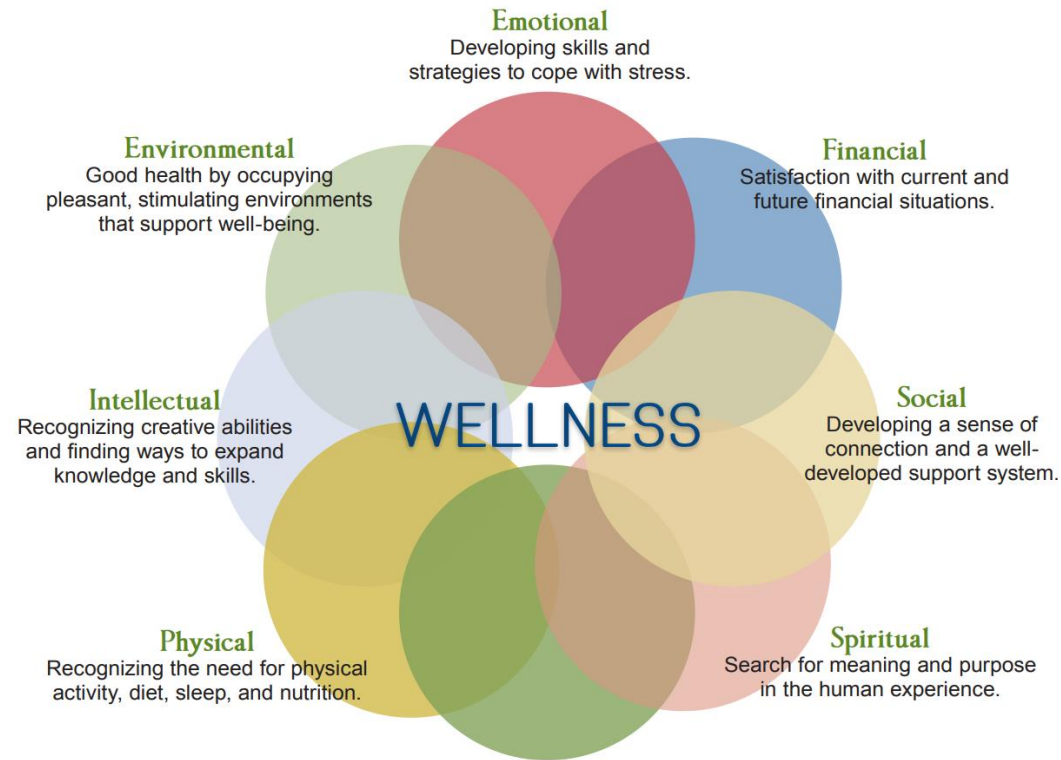 Emotional
Developing skills and
strategies to cope with stress.
Environmental
Good health by occupying
pleasant, stimulating environments
that support well-being.
Financial
Satisfaction with current and
future financial situations.
Intellectual
Recognizing creative abilities
and finding ways to expand
knowledge and skills.
WELLNESS
Social
Developing a sense of
connection and a well-
developed support system.
Physical
Recognizing the need for physical
activity, diet, sleep, and nutrition.
Spiritual
Search for meaning and purpose
in the human experience.